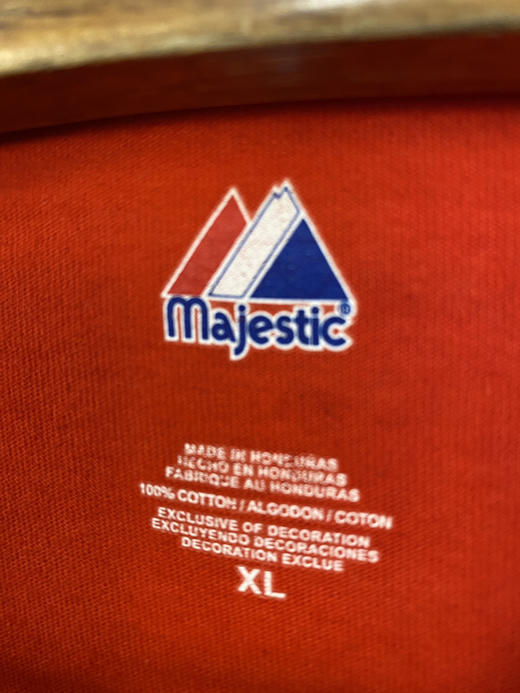 Majestic®
MADE IN HONDURAS
HECHO EN HONDURAS
FABRIQUE AU HONDURAS
100% COTTON / ALGODON / COTON
EXCLUSIVE OF DECORATION
EXCLUYENDO DECORACIONES
DECORATION EXCLUE
XL